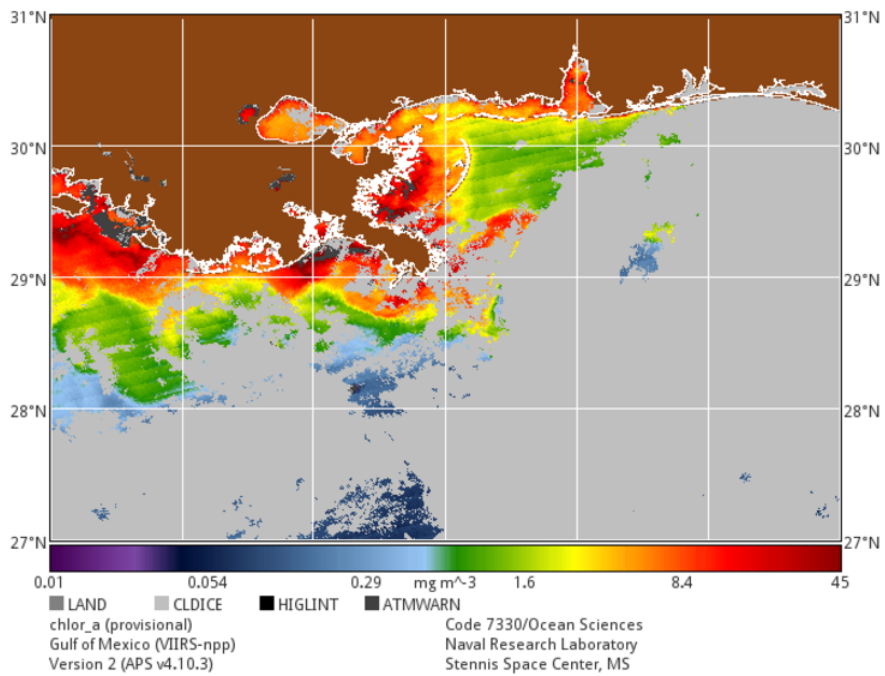 31°N 31°N
30°N 30°N
29°N 29°N
28°N 28°N
27°N 27°N
0.01 0.054 0.29 mg m^-3 1.6 8.4 45
LAND CLDICE HIGLINT ATMWARN
chlor_a (provisional) Code 7330/Ocean Sciences
Gulf of Mexico (VIIRS-npp) Naval Research Laboratory
Version 2 (APS v4.10.3) Stennis Space Center, MS